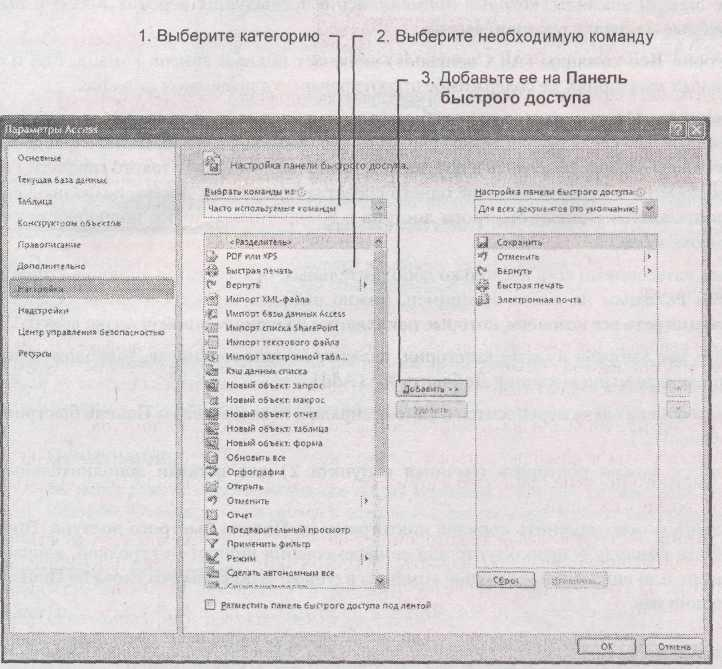 1. Выберите категорию
2. Выберите необходимую команду
3. Добавьте ее на Панель
быстрого доступа
Параметры Access
Основные
Текущая база данных
Таблица
Конструкторы объектов
Правописание
Дополнительно
Настройка
Надстройки
Центр управления безопасностью
Ресурсы
Настройка панели быстрого доступа.
Выбрать команды из:
Часто используемые команды
<Разделитель>
PDF или XPS
Быстрая печать
Вернуть
Импорт XML-файла
Импорт базы данных Access
Импорт списка SharePoint
Импорт текстового файла
Импорт электронной табл...
Кэш данных списка
Новый объект: запрос
Новый объект: макрос
Новый объект: отчет
Новый объект: таблица
Новый объект: форма
Обновить все
Орфография
Открыть
Отменить
Отчет
Предварительный просмотр
Применить фильтр
Режим
Сделать автономным все
Разместить панель быстрого доступа под лентой
Добавить >>
Удалить
Настройка панели быстрого доступа:
Для всех документов (по умолчанию)
Сохранить
Отменить
Вернуть
Быстрая печать
Электронная почта
Сброс
Изменить...
ОК
Отмена